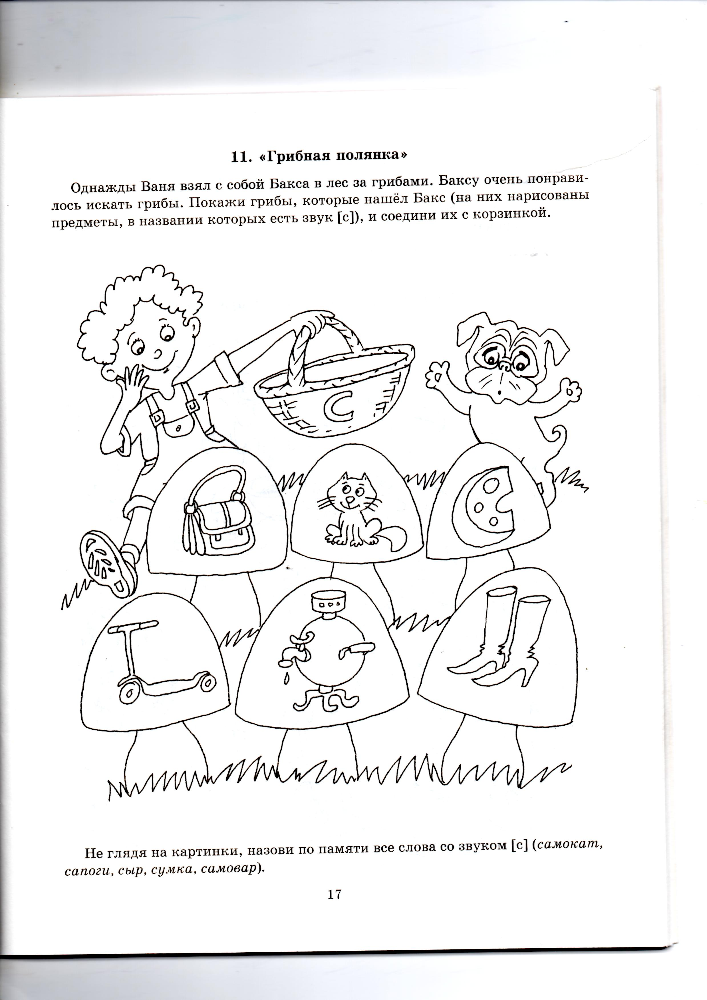 11. «Грибная полянка»
Однажды Ваня взял с собой Бакса в лес за грибами. Баксу очень понрави-
лось искать грибы. Покажи грибы, которые нашёл Бакс (на них нарисованы
предметы, в названии которых есть звук [с]), и соедини их с корзинкой.
С
Не глядя на картинки, назови по памяти все слова со звуком [с] (самокат,
сапоги, сыр, сумка, самовар).
17